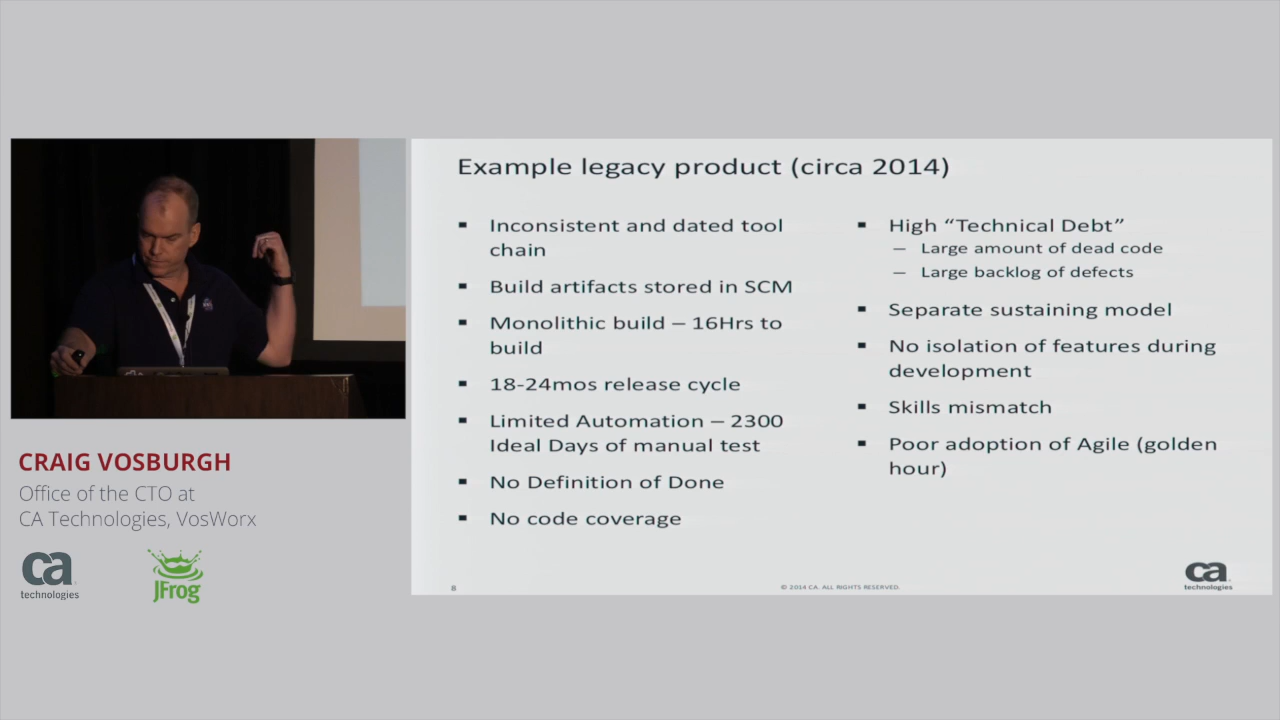 Example legacy product (circa 2014)
▪ Inconsistent and dated tool
chain
▪ Build artifacts stored in SCM
▪ Monolithic build – 16Hrs to
build
▪ 18-24mos release cycle
▪ Limited Automation – 2300
Ideal Days of manual test
▪ No Definition of Done
▪ No code coverage
▪ High “Technical Debt”
– Large amount of dead code
– Large backlog of defects
▪ Separate sustaining model
▪ No isolation of features during
development
▪ Skills mismatch
▪ Poor adoption of Agile (golden
hour)
8
© 2014 CA. ALL RIGHTS RESERVED.
ca
technologies
CRAIG VOSBURGH
Office of the CTO at
CA Technologies, VosWorx
ca
technologies
JFrog